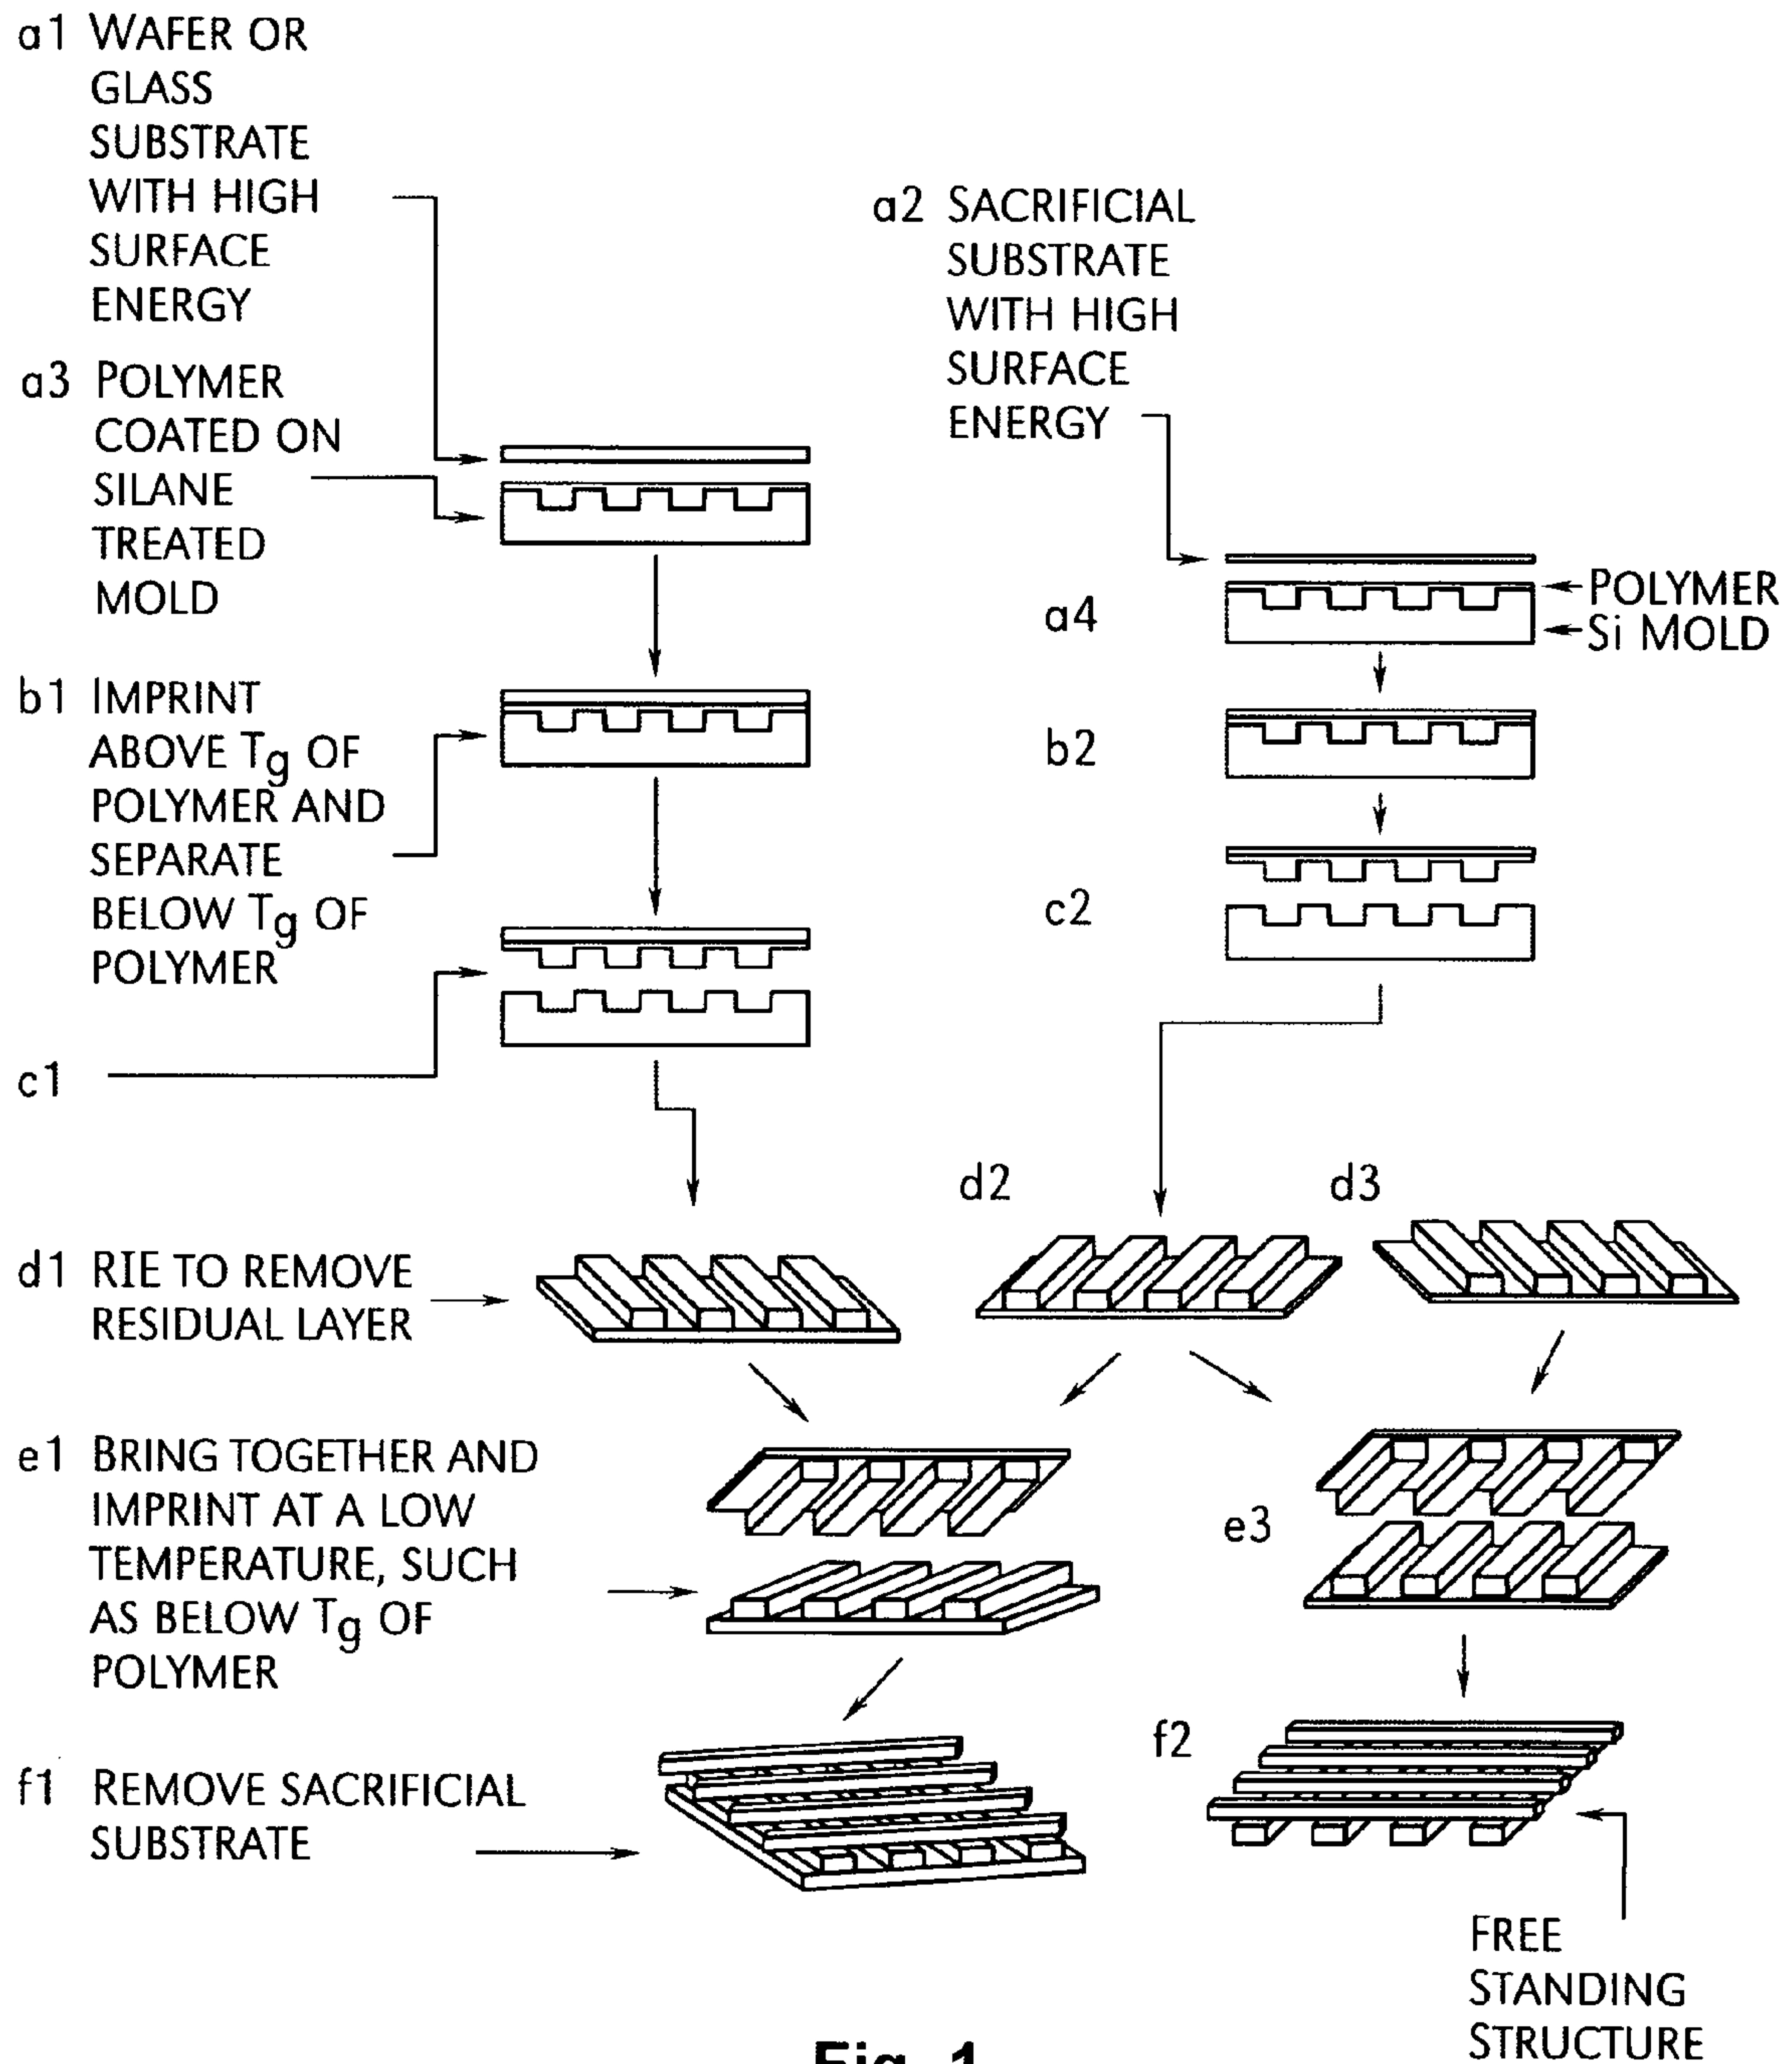 a1 WAFER OR
GLASS
SUBSTRATE
WITH HIGH
SURFACE
ENERGY
a2 SACRIFICIAL
SUBSTRATE
WITH HIGH
SURFACE
ENERGY
a3 POLYMER
COATED ON
SILANE
TREATED
MOLD
a4
POLYMER
Si MOLD
b1 IMPRINT
ABOVE Tg OF
POLYMER AND
SEPARATE
BELOW Tg OF
POLYMER
b2
c2
c1
d2
d3
d1 RIE TO REMOVE
RESIDUAL LAYER
e1 BRING TOGETHER AND
IMPRINT AT A LOW
TEMPERATURE, SUCH
AS BELOW Tg OF
POLYMER
e3
f2
f1 REMOVE SACRIFICIAL
SUBSTRATE
FREE
STANDING
STRUCTURE
Fig. 1